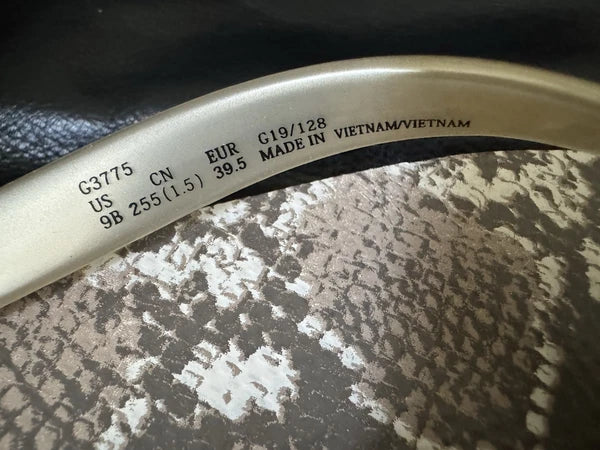 G3775
US CN EUR G19/128
9B 255(1.5) 39.5 MADE IN VIETNAM/VIETNAM